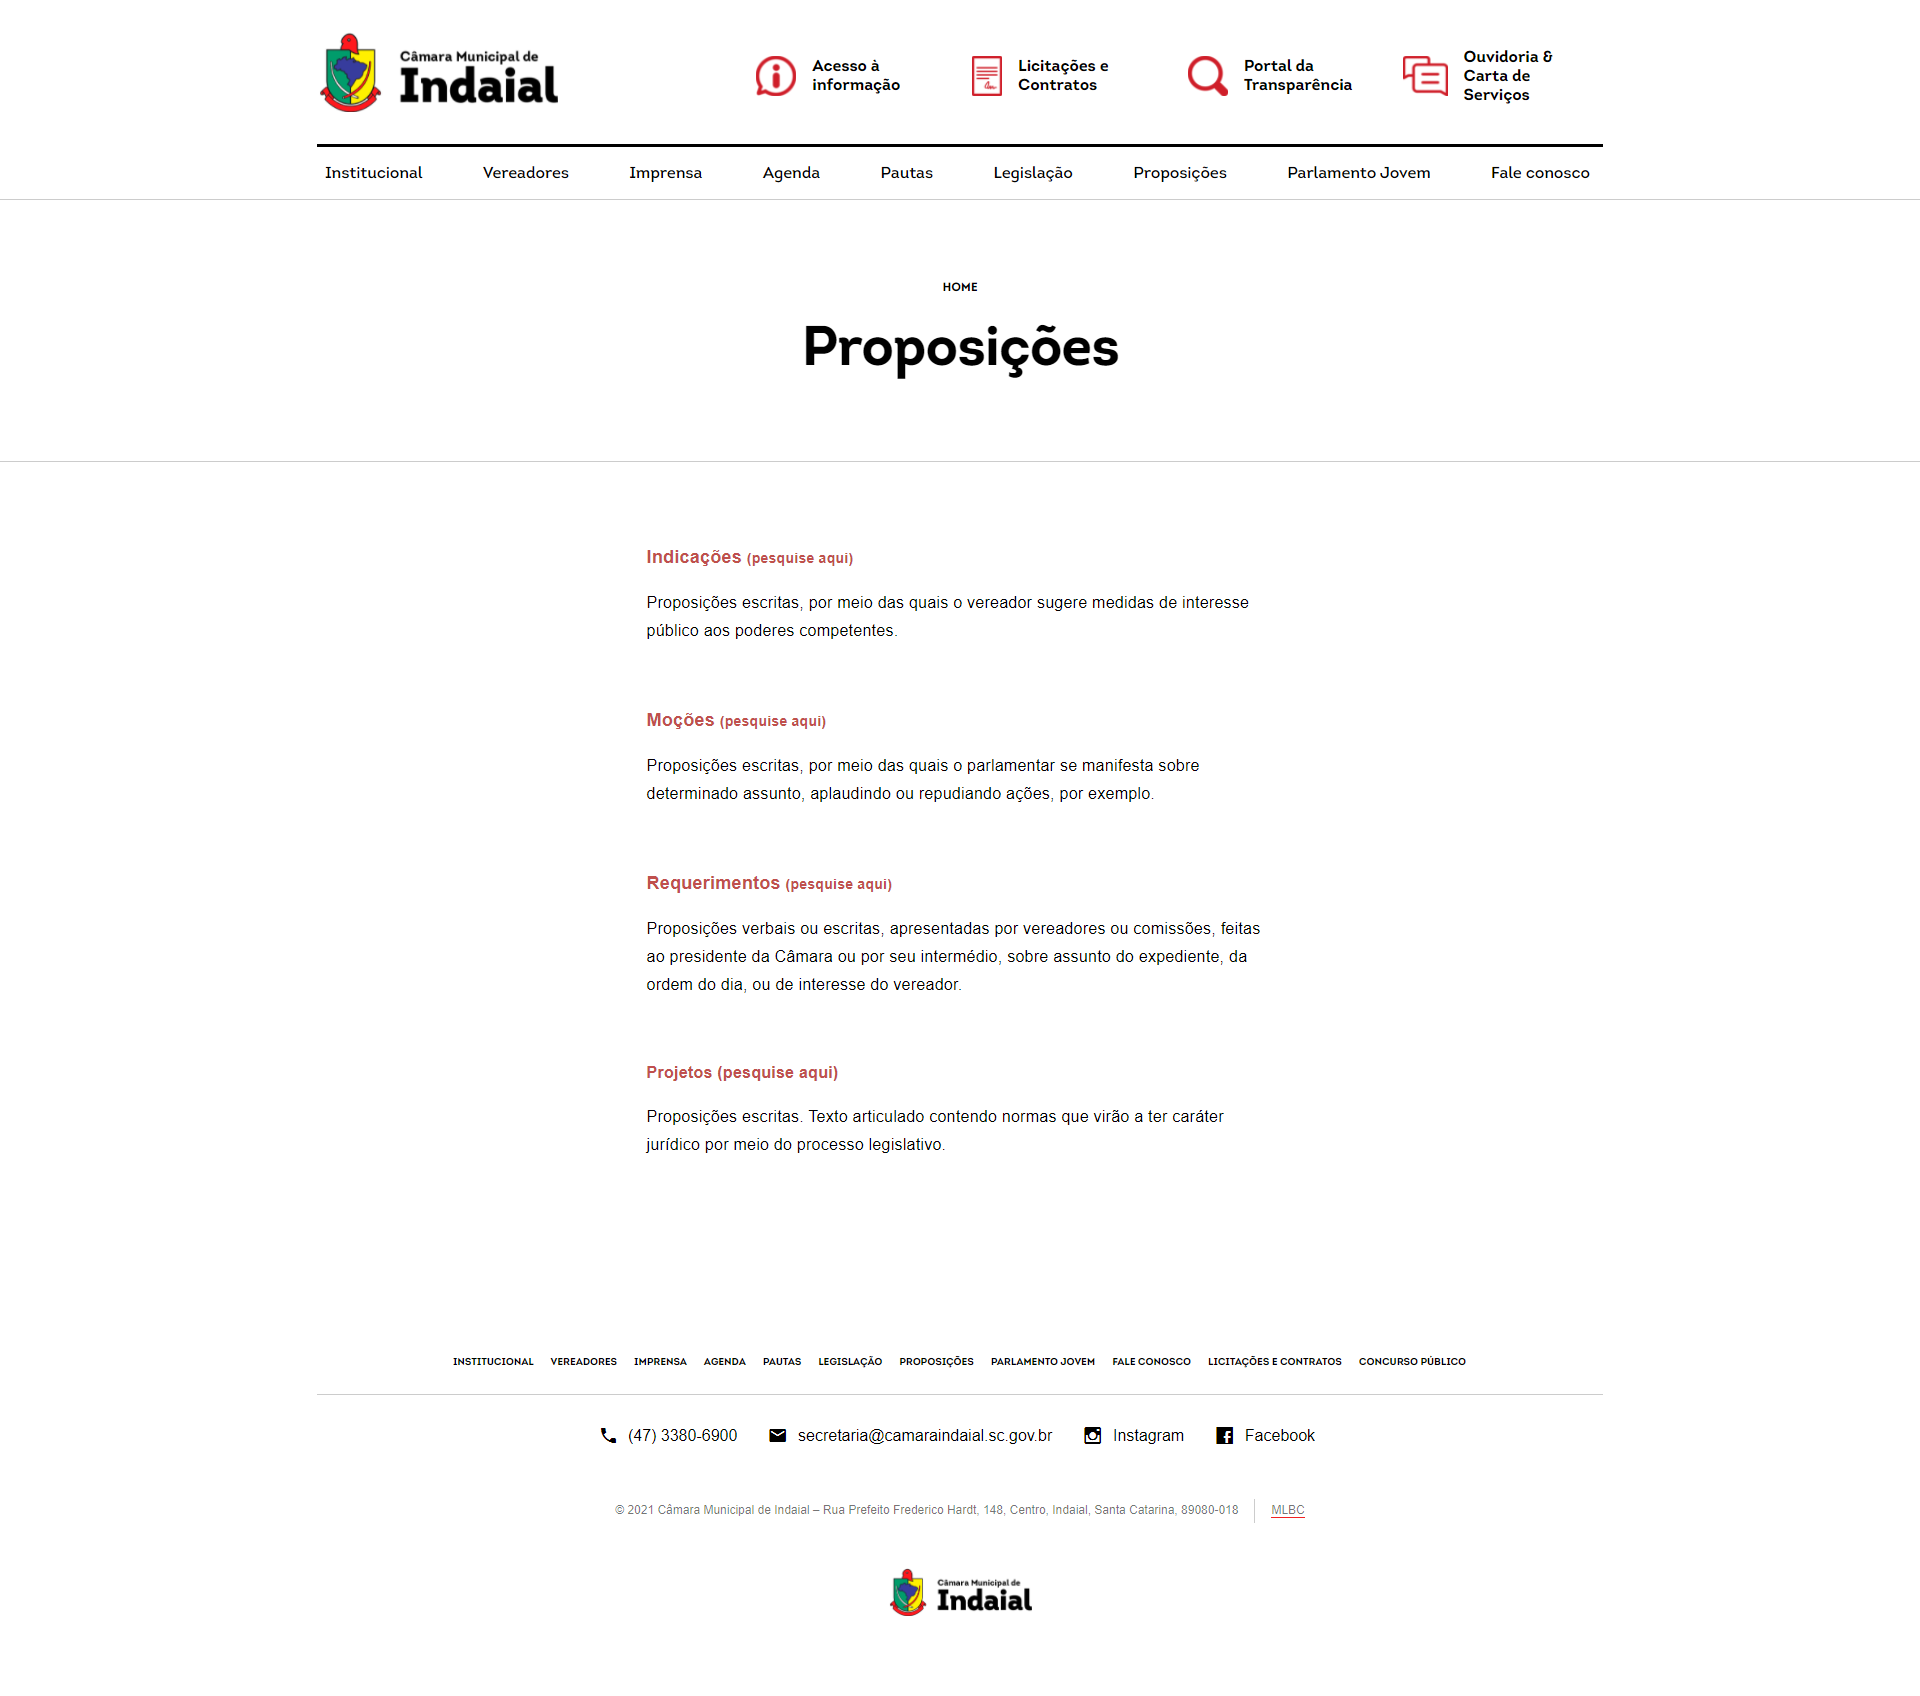 Câmara Municipal de
Indaial
Acesso à
informação
Licitações e
Contratos
Portal da
Transparência
Ouvidoria &
Carta de
Serviços
Institucional Vereadores Imprensa Agenda Pautas Legislação Proposições Parlamento Jovem Fale conosco
HOME
Proposições
Indicações (pesquise aqui)
Proposições escritas, por meio das quais o vereador sugere medidas de interesse
público aos poderes competentes.
Moções (pesquise aqui)
Proposições escritas, por meio das quais o parlamentar se manifesta sobre
determinado assunto, aplaudindo ou repudiando ações, por exemplo.
Requerimentos (pesquise aqui)
Proposições verbais ou escritas, apresentadas por vereadores ou comissões, feitas
ao presidente da Câmara ou por seu intermédio, sobre assunto do expediente, da
ordem do dia, ou de interesse do vereador.
Projetos (pesquise aqui)
Proposições escritas. Texto articulado contendo normas que virão a ter caráter
jurídico por meio do processo legislativo.
INSTITUCIONAL VEREADORES IMPRENSA AGENDA PAUTAS LEGISLAÇÃO PROPOSIÇÕES PARLAMENTO JOVEM FALE CONOSCO LICITAÇÕES E CONTRATOS CONCURSO PÚBLICO
(47) 3380-6900 secretaria@camaraindaial.sc.gov.br Instagram Facebook
© 2021 Câmara Municipal de Indaial – Rua Prefeito Frederico Hardt, 148, Centro, Indaial, Santa Catarina, 89080-018 MLBC
Câmara Municipal de
Indaial